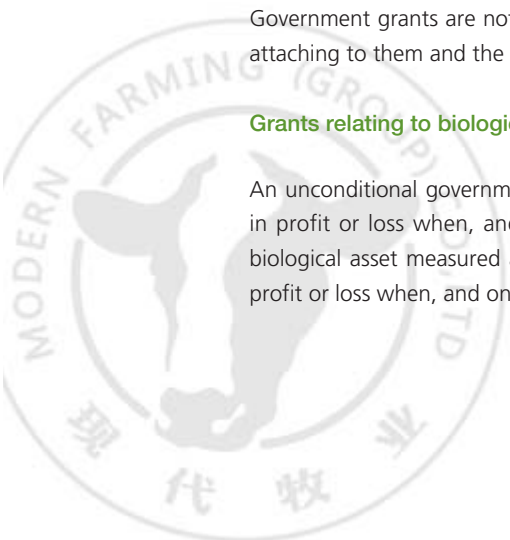 Government grants are not
attaching to them and the
Grants relating to biologi
An unconditional governm
in profit or loss when, and
biological asset measured
profit or loss when, and on
MODERN FARMING (GROUP) CO., LTD
现代牧业